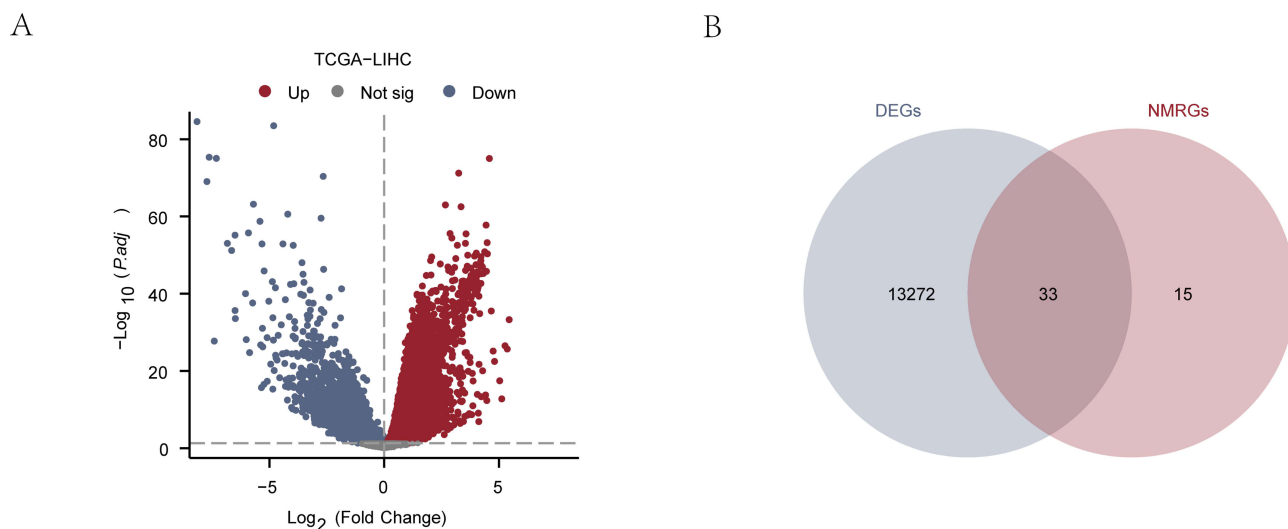 A
TCGA−LIHC
Up Not sig Down
80
60
40
20
0
−Log 10 (P.adj )
−5 0 5
Log2 (Fold Change)
B
DEGs NMRGs
13272 33 15